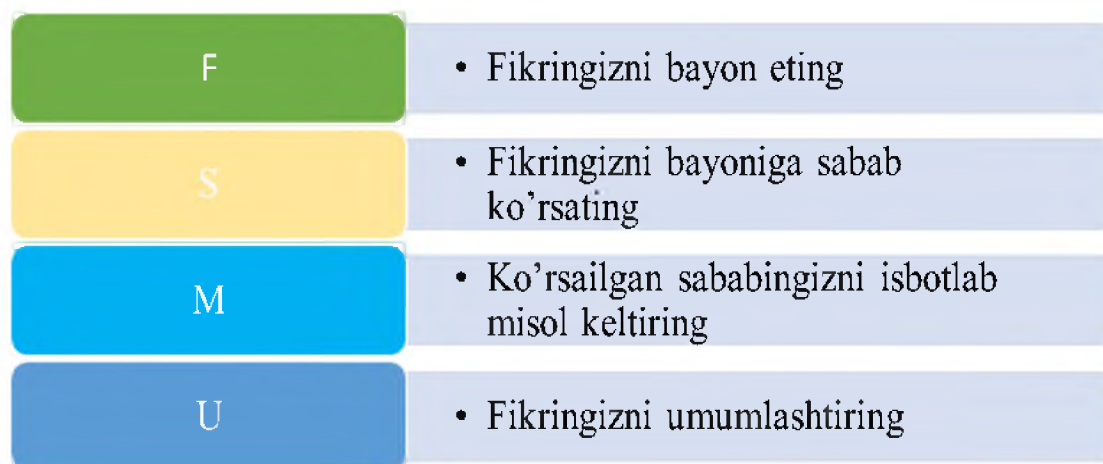 F
• Fikringizni bayon eting
S
• Fikringizni bayoniga sabab
ko’rsating
M
• Ko’rsailgan sababingizni isbotlab
misol keltiring
U
• Fikringizni umumlashtiring